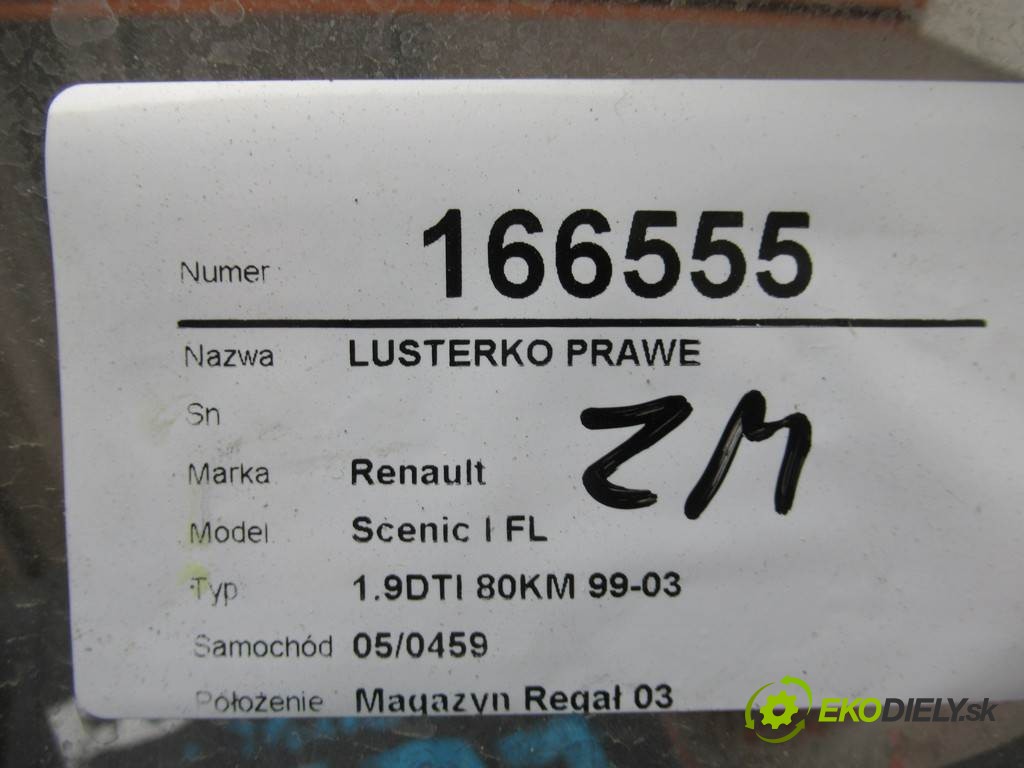 Numer 166555
Nazwa LUSTERKO PRAWE
Sn
ZM
Marka Renault
Model Scenic I FL
Typ 1.9DTI 80KM 99-03
Samochód 05/0459
Położenie Magazyn Regał 03
EKODIELY.sk